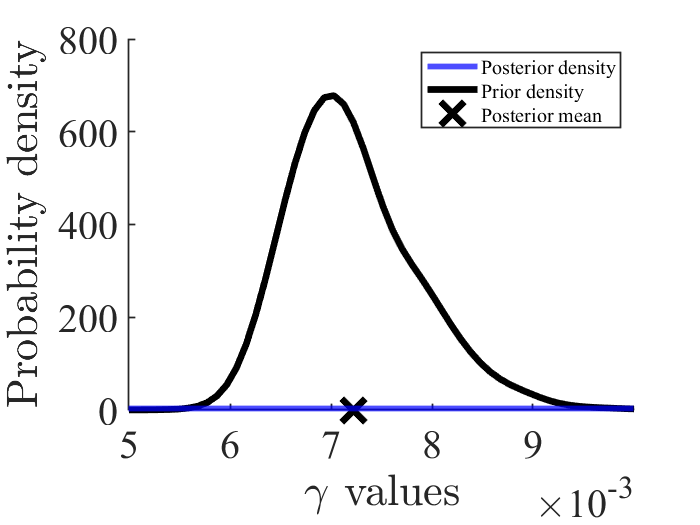 800
600
400
200
0
Probability density
Posterior density
Prior density
Posterior mean
5 6 7 8 9
γ values
×10⁻³